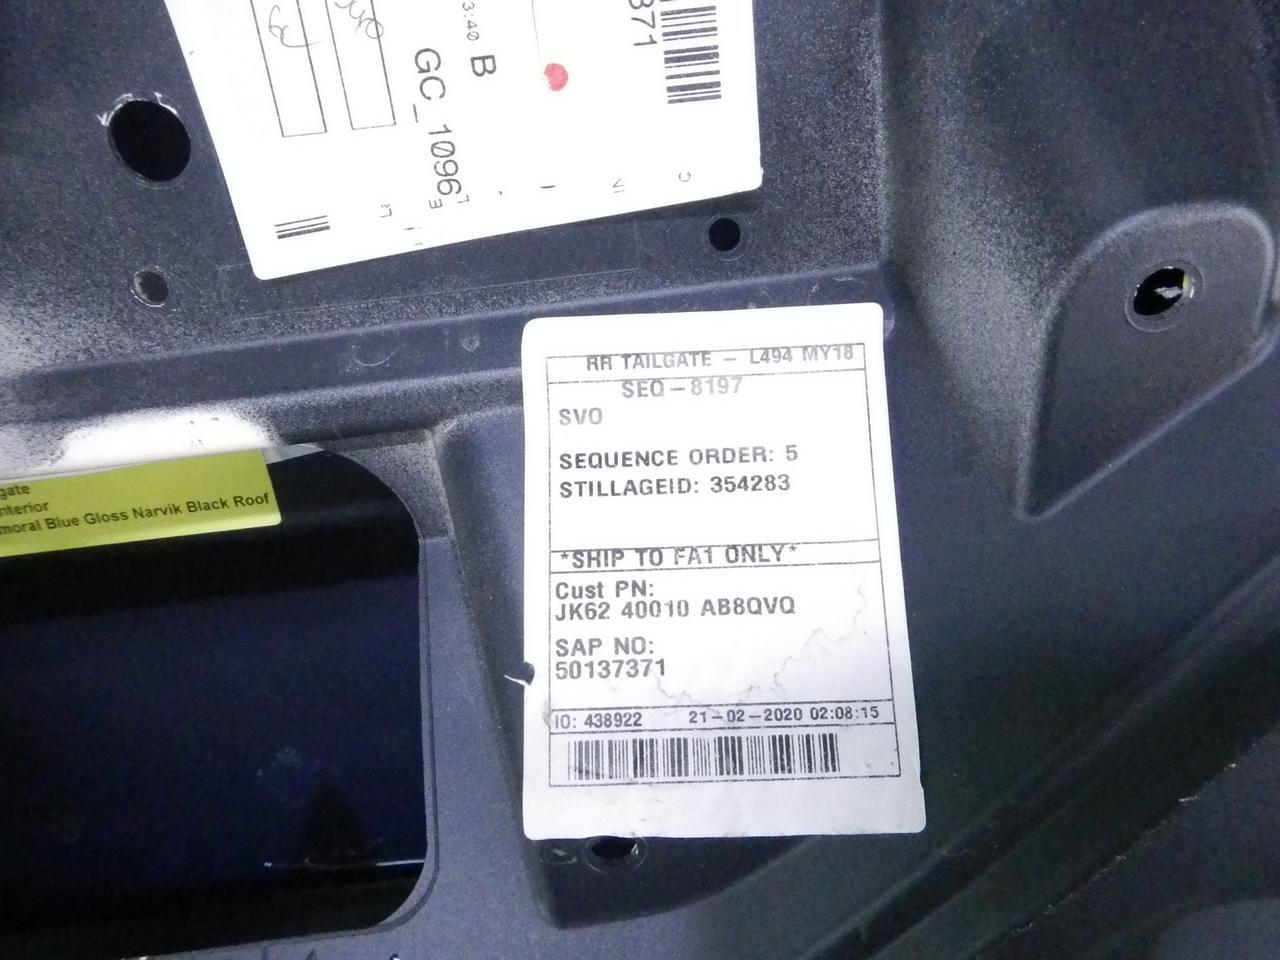 871
3:40 B
GC_1096
RR TAILGATE - L494 MY18
SEQ-8197
SVO
SEQUENCE ORDER: 5
STILLAGEID: 354283
*SHIP TO FA1 ONLY*
Cust PN:
JK62 40010 AB8QVQ
SAP NO:
50137371
IO: 438922 21-02-2020 02:08:15
gate
nterior
moral Blue Gloss Narvik Black Roof